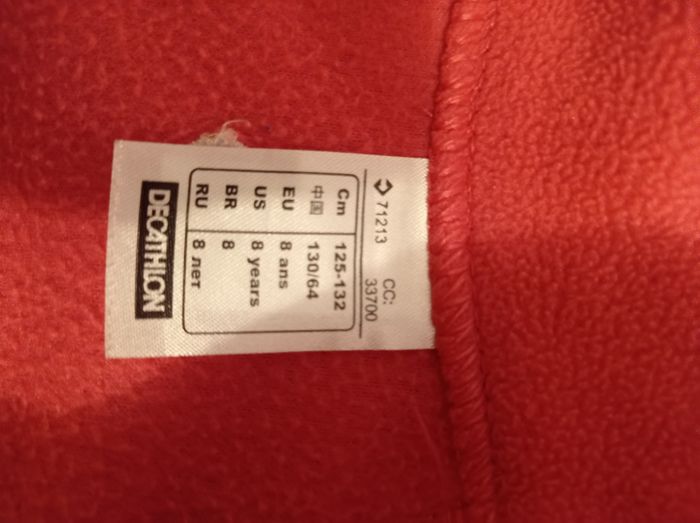 71213 CC: 33700
Cm 125-132
中国 130/64
EU 8 ans
US 8 years
BR 8
RU 8 лет
DECATHLON